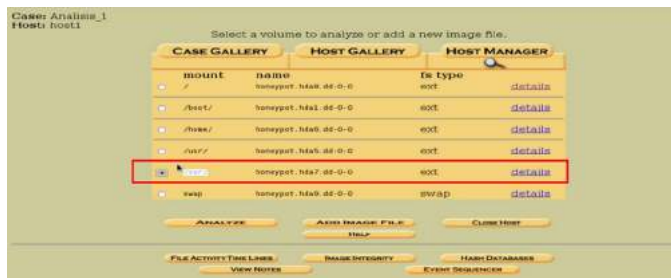 Case: Analisis_1
Host: host1
Select a volume to analyze or add a new image file.
CASE GALLERY HOST GALLERY HOST MANAGER
mount name fs type
/ honeypot.hda8.dd-0-0 ext details
/boot/ honeypot.hda1.dd-0-0 ext details
/home/ honeypot.hda6.dd-0-0 ext details
/usr/ honeypot.hda5.dd-0-0 ext details
honeypot.hda7.dd-0-0 ext details
swap honeypot.hda9.dd-0-0 swap details
ANALYZE ADD IMAGE FILE CLOSE HOST
HELP
FILE ACTIVITY TIME LINES IMAGE INTEGRITY HASH DATABASES
VIEW NOTES EVENT SEQUENCER